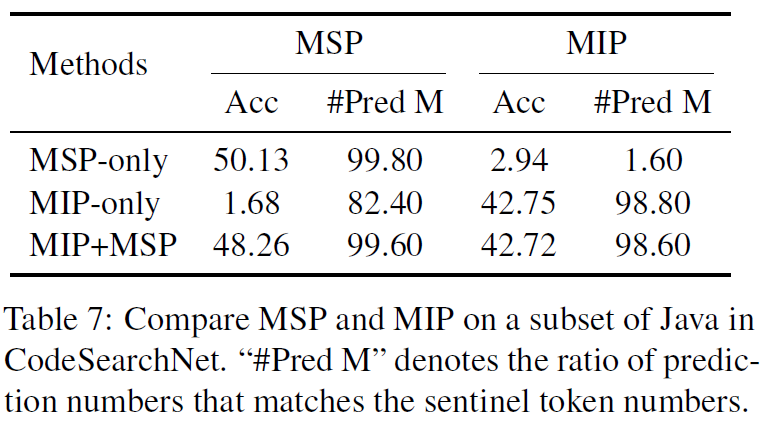 Methods MSP MIP
Acc #Pred M Acc #Pred M
MSP-only 50.13 99.80 2.94 1.60
MIP-only 1.68 82.40 42.75 98.80
MIP+MSP 48.26 99.60 42.72 98.60
Table 7: Compare MSP and MIP on a subset of Java in
CodeSearchNet. “#Pred M” denotes the ratio of predic-
tion numbers that matches the sentinel token numbers.